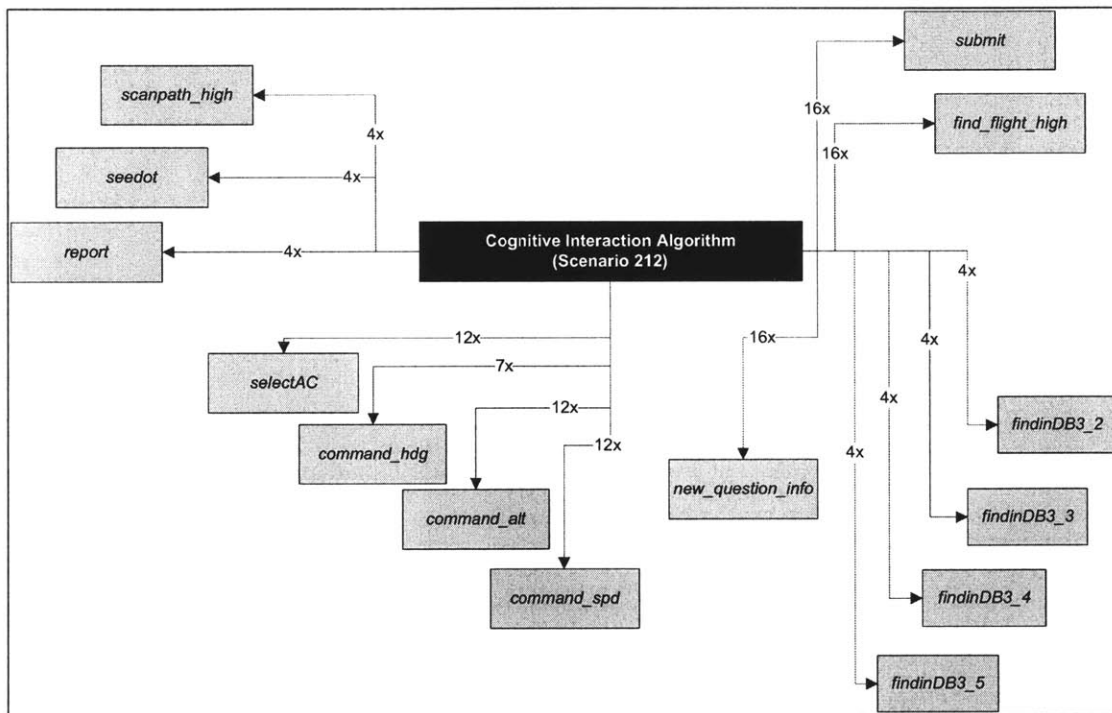 submit
16x
scanpath_high
find_flight_high
4x
16x
seedot
4x
report
4x
Cognitive Interaction Algorithm
(Scenario 212)
4x
12x
16x
4x
selectAC
7x
4x
12x
findinDB3_2
4x
command_hdg
12x
new_question_info
command_alt
findinDB3_3
command_spd
findinDB3_4
findinDB3_5